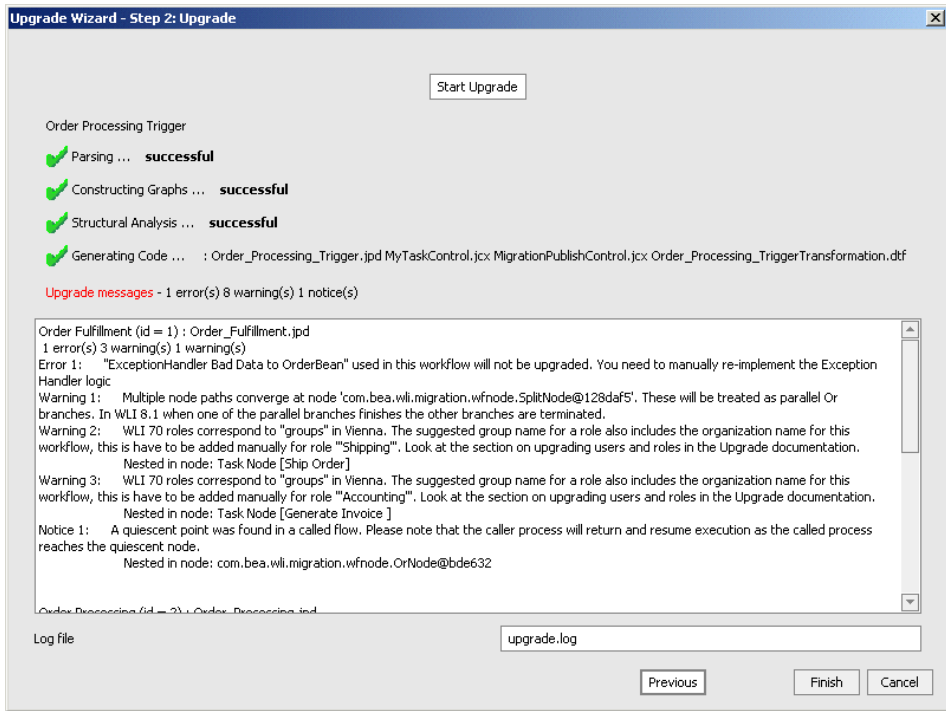 Upgrade Wizard - Step 2: Upgrade
Start Upgrade
Order Processing Trigger
Parsing ... successful
Constructing Graphs ... successful
Structural Analysis ... successful
Generating Code ... : Order_Processing_Trigger.jpd MyTaskControl.jcx MigrationPublishControl.jcx Order_Processing_TriggerTransformation.dtf
Upgrade messages - 1 error(s) 8 warning(s) 1 notice(s)
Order Fulfillment (id = 1) : Order_Fulfillment.jpd
1 error(s) 3 warning(s) 1 warning(s)
Error 1: "ExceptionHandler Bad Data to OrderBean" used in this workflow will not be upgraded. You need to manually re-implement the Exception
Handler logic
Warning 1: Multiple node paths converge at node 'com.bea.wli.migration.wfnode.SplitNode@128daf5'. These will be treated as parallel Or
branches. In WLI 8.1 when one of the parallel branches finishes the other branches are terminated.
Warning 2: WLI 70 roles correspond to "groups" in Vienna. The suggested group name for a role also includes the organization name for this
workflow, this is have to be added manually for role '"Shipping"'. Look at the section on upgrading users and roles in the Upgrade documentation.
Nested in node: Task Node [Ship Order]
Warning 3: WLI 70 roles correspond to "groups" in Vienna. The suggested group name for a role also includes the organization name for this
workflow, this is have to be added manually for role '"Accounting"'. Look at the section on upgrading users and roles in the Upgrade documentation.
Nested in node: Task Node [Generate Invoice ]
Notice 1: A quiescent point was found in a called flow. Please note that the caller process will return and resume execution as the called process
reaches the quiescent node.
Nested in node: com.bea.wli.migration.wfnode.OrNode@bde632
Order Processing (id = 2) : Order_Processing.jpd
Log file
upgrade.log
Previous
Finish
Cancel